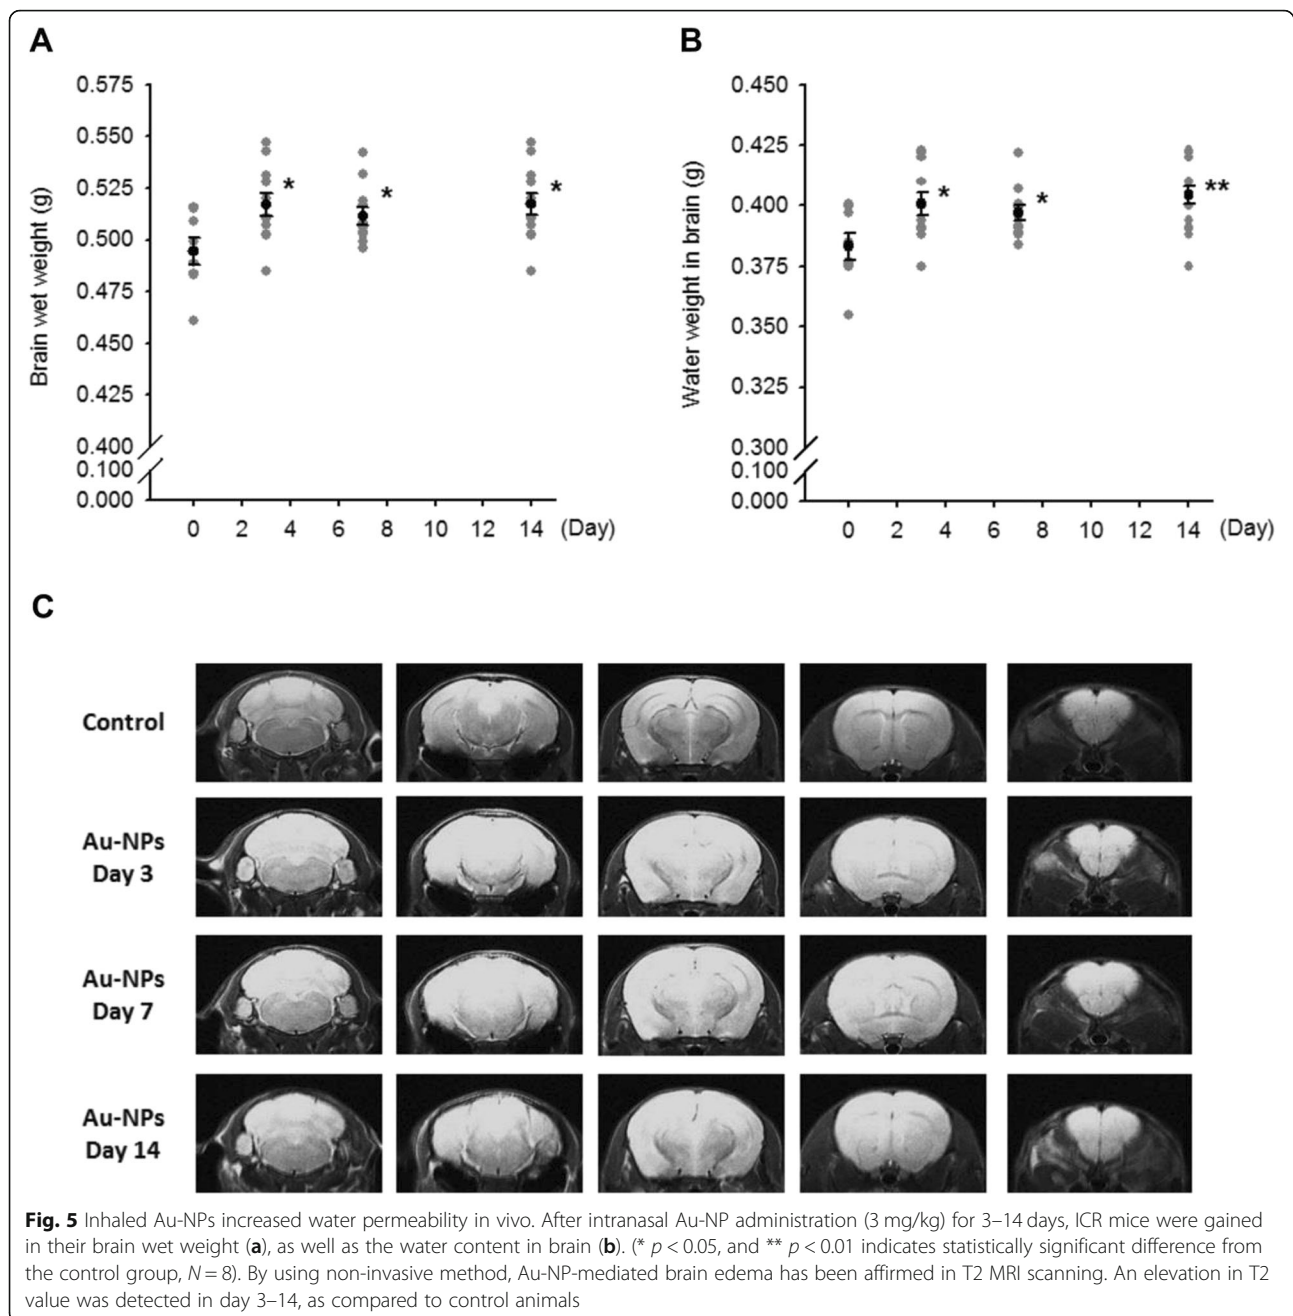 A
B
0.575
0.550
0.525
0.500
0.475
0.450
0.425
0.400
0.100
0.000
Brain wet weight (g)
*
*
*
0 2 4 6 8 10 12 14 (Day)
0.450
0.425
0.400
0.375
0.350
0.325
0.300
0.100
0.000
Water weight in brain (g)
*
*
**
0 2 4 6 8 10 12 14 (Day)
C
Control
Au-NPs
Day 3
Au-NPs
Day 7
Au-NPs
Day 14
Fig. 5 Inhaled Au-NPs increased water permeability in vivo. After intranasal Au-NP administration (3 mg/kg) for 3–14 days, ICR mice were gained
in their brain wet weight (a), as well as the water content in brain (b). (* p < 0.05, and ** p < 0.01 indicates statistically significant difference from
the control group, N = 8). By using non-invasive method, Au-NP-mediated brain edema has been affirmed in T2 MRI scanning. An elevation in T2
value was detected in day 3–14, as compared to control animals